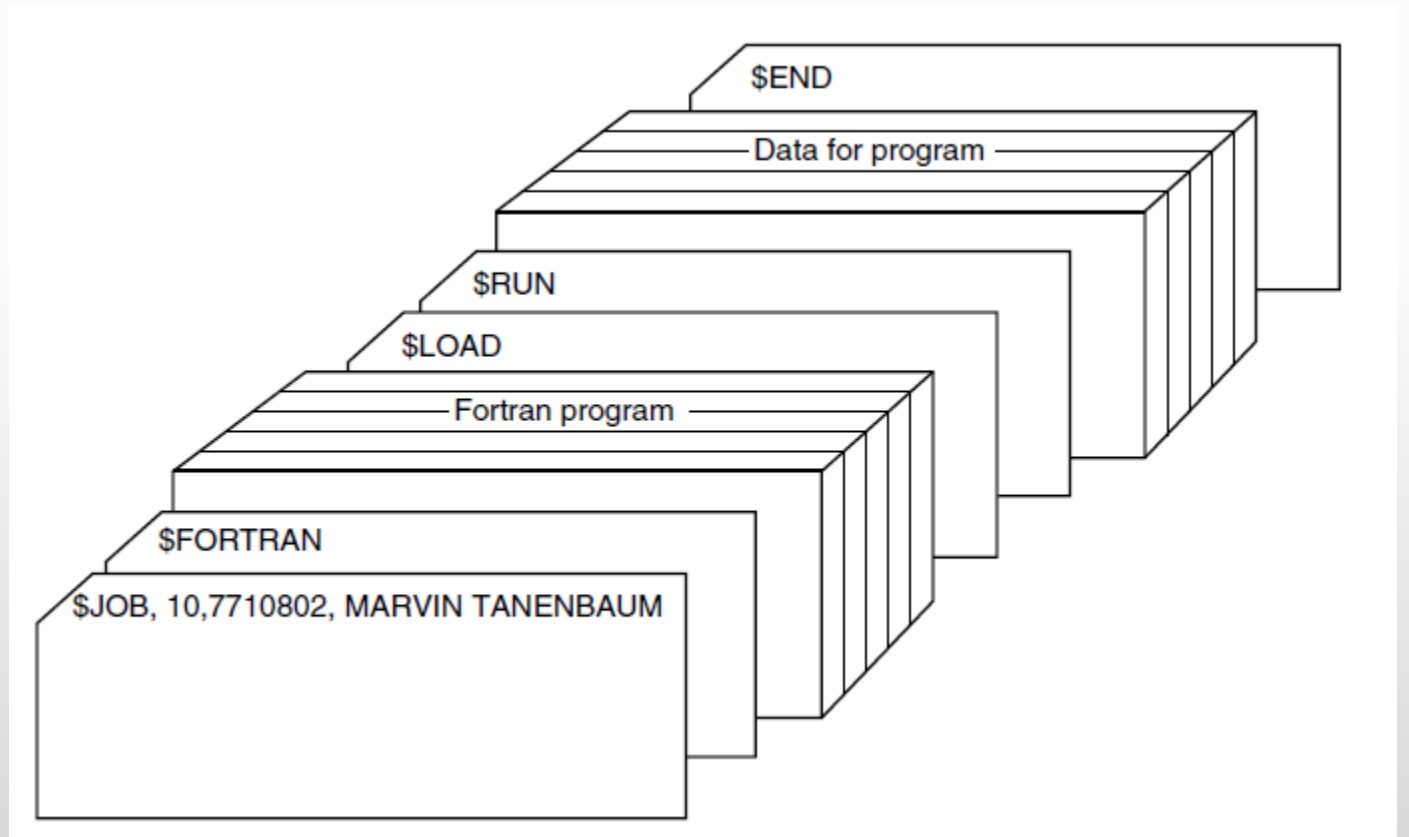 $END
Data for program
$RUN
$LOAD
Fortran program
$FORTRAN
$JOB, 10,7710802, MARVIN TANENBAUM